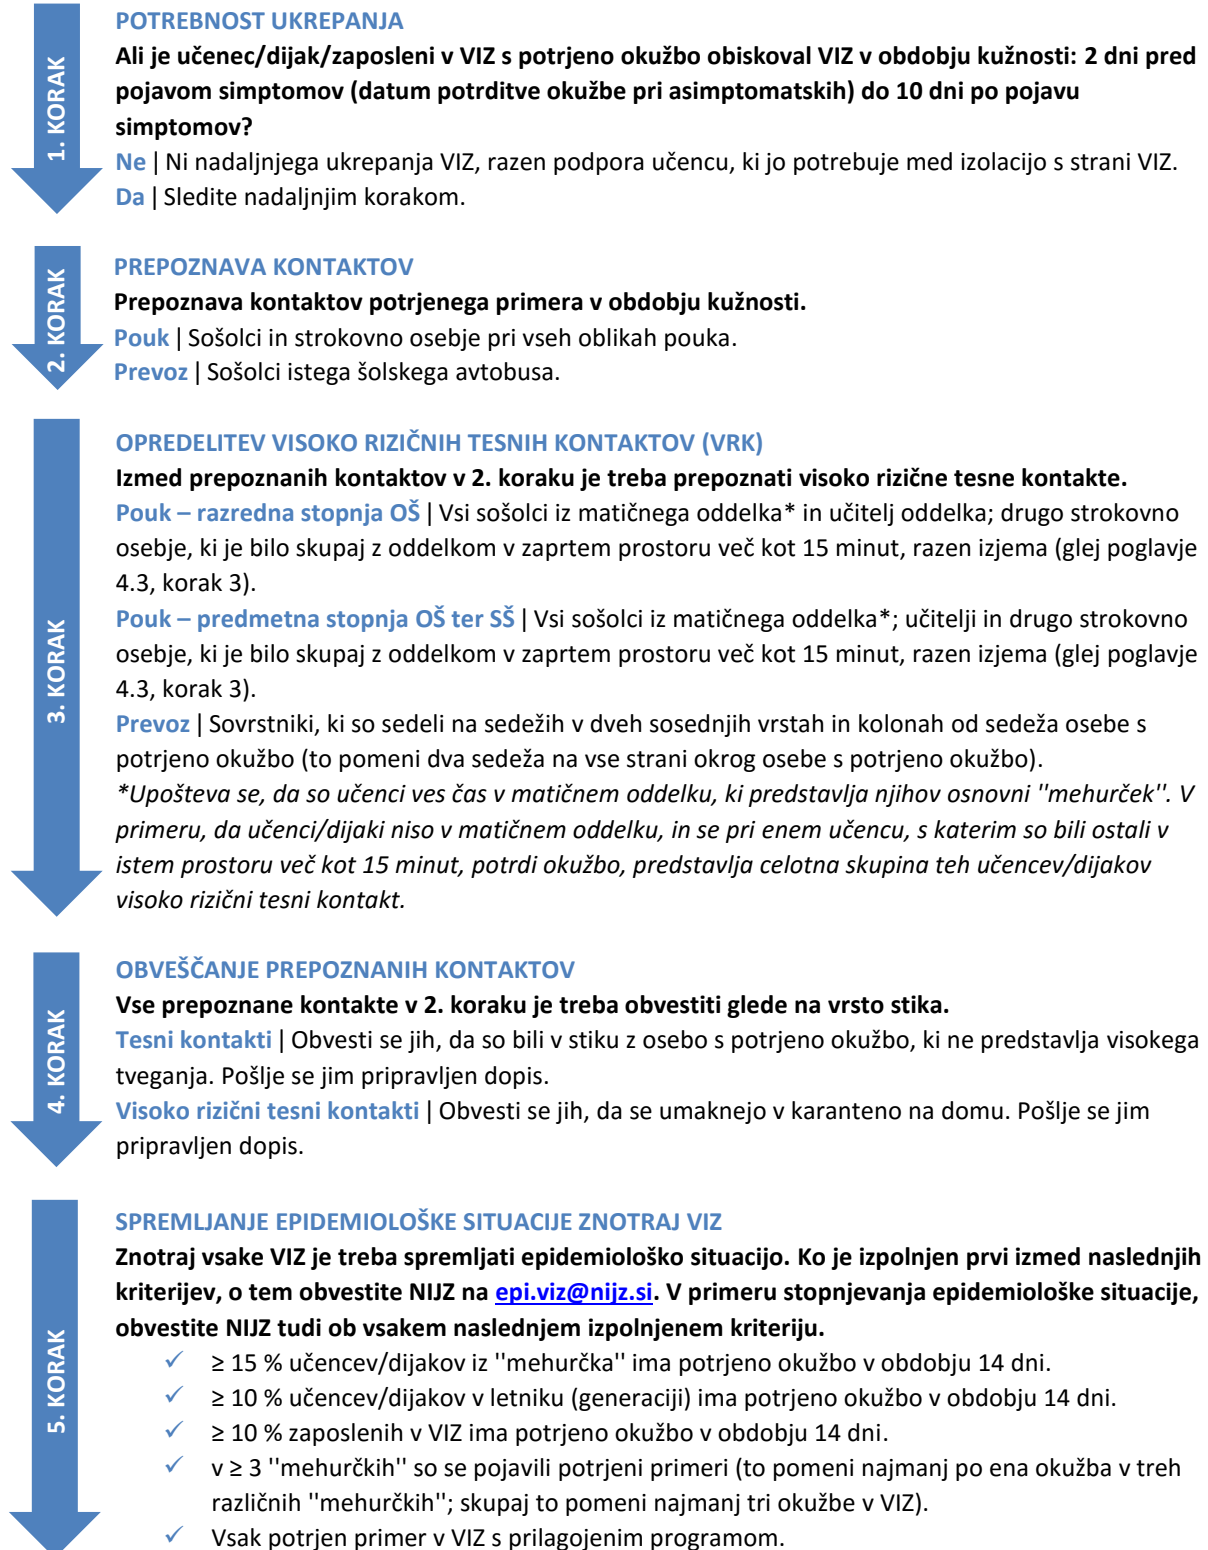 1. KORAK
POTREBNOST UKREPANJA
Ali je učenec/dijak/zaposleni v VIZ s potrjeno okužbo obiskoval VIZ v obdobju kužnosti: 2 dni pred
pojavom simptomov (datum potrditve okužbe pri asimptomatskih) do 10 dni po pojavu
simptomov?
Ne | Ni nadaljnjega ukrepanja VIZ, razen podpora učencu, ki jo potrebuje med izolacijo s strani VIZ.
Da | Sledite nadaljnjim korakom.
2. KORAK
PREPOZNAVA KONTAKTOV
Prepoznava kontaktov potrjenega primera v obdobju kužnosti.
Pouk | Sošolci in strokovno osebje pri vseh oblikah pouka.
Prevoz | Sošolci istega šolskega avtobusa.
3. KORAK
OPREDELITEV VISOKO RIZIČNIH TESNIH KONTAKTOV (VRK)
Izmed prepoznanih kontaktov v 2. koraku je treba prepoznati visoko rizične tesne kontakte.
Pouk – razredna stopnja OŠ | Vsi sošolci iz matičnega oddelka* in učitelj oddelka; drugo strokovno
osebje, ki je bilo skupaj z oddelkom v zaprtem prostoru več kot 15 minut, razen izjema (glej poglavje
4.3, korak 3).
Pouk – predmetna stopnja OŠ ter SŠ | Vsi sošolci iz matičnega oddelka*; učitelji in drugo strokovno
osebje, ki je bilo skupaj z oddelkom v zaprtem prostoru več kot 15 minut, razen izjema (glej poglavje
4.3, korak 3).
Prevoz | Sovrstniki, ki so sedeli na sedežih v dveh sosednjih vrstah in kolonah od sedeža osebe s
potrjeno okužbo (to pomeni dva sedeža na vse strani okrog osebe s potrjeno okužbo).
*Upošteva se, da so učenci ves čas v matičnem oddelku, ki predstavlja njihov osnovni ''mehurček''. V
primeru, da učenci/dijaki niso v matičnem oddelku, in se pri enem učencu, s katerim so bili ostali v
istem prostoru več kot 15 minut, potrdi okužbo, predstavlja celotna skupina teh učencev/dijakov
visoko rizični tesni kontakt.
4. KORAK
OBVEŠČANJE PREPOZNANIH KONTAKTOV
Vse prepoznane kontakte v 2. koraku je treba obvestiti glede na vrsto stika.
Tesni kontakti | Obvesti se jih, da so bili v stiku z osebo s potrjeno okužbo, ki ne predstavlja visokega
tveganja. Pošlje se jim pripravljen dopis.
Visoko rizični tesni kontakti | Obvesti se jih, da se umaknejo v karanteno na domu. Pošlje se jim
pripravljen dopis.
5. KORAK
SPREMLJANJE EPIDEMIOLOŠKE SITUACIJE ZNOTRAJ VIZ
Znotraj vsake VIZ je treba spremljati epidemiološko situacijo. Ko je izpolnjen prvi izmed naslednjih
kriterijev, o tem obvestite NIJZ na epi.viz@nijz.si. V primeru stopnjevanja epidemiološke situacije,
obvestite NIJZ tudi ob vsakem naslednjem izpolnjenem kriteriju.
✓ ≥ 15 % učencev/dijakov iz ''mehurčka'' ima potrjeno okužbo v obdobju 14 dni.
✓ ≥ 10 % učencev/dijakov v letniku (generaciji) ima potrjeno okužbo v obdobju 14 dni.
✓ ≥ 10 % zaposlenih v VIZ ima potrjeno okužbo v obdobju 14 dni.
✓ v ≥ 3 ''mehurčkih'' so se pojavili potrjeni primeri (to pomeni najmanj po ena okužba v treh
različnih ''mehurčkih''; skupaj to pomeni najmanj tri okužbe v VIZ).
✓ Vsak potrjen primer v VIZ s prilagojenim programom.